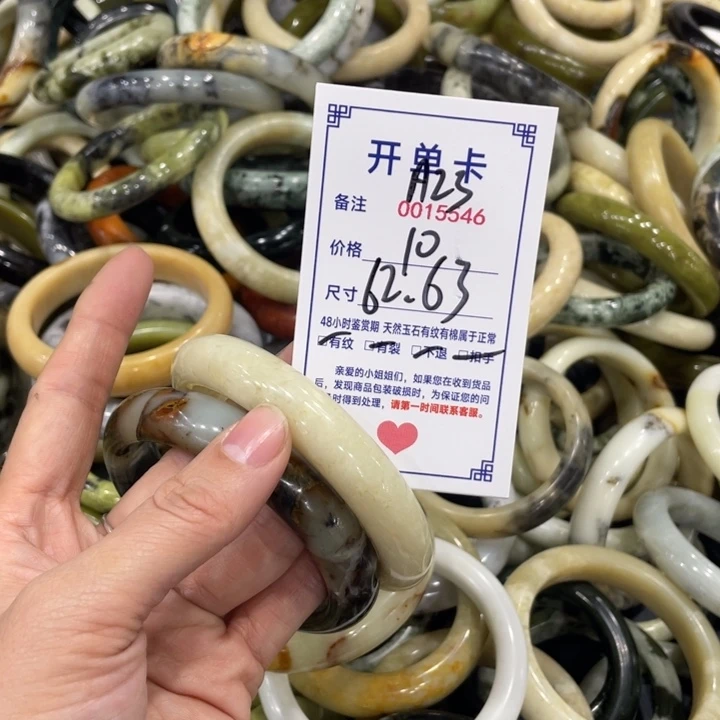 开单卡
A23
备注 0015546
价格 10
尺寸 62.63
48小时鉴赏期 天然玉石有纹有棉属于正常
□有纹 □有裂 □不退 □扣手
亲爱的小姐姐们，如果您在收到货品
后，发现商品包装破损时，为保证您的问
时得到处理，请第一时间联系客服。